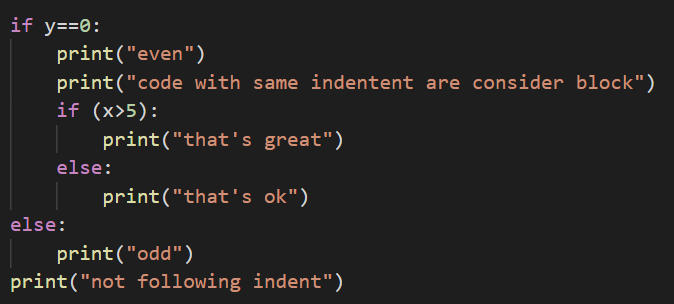 if y==0:
    print("even")
    print("code with same indentent are consider block")
    if (x>5):
        print("that's great")
    else:
        print("that's ok")
else:
    print("odd")
print("not following indent")